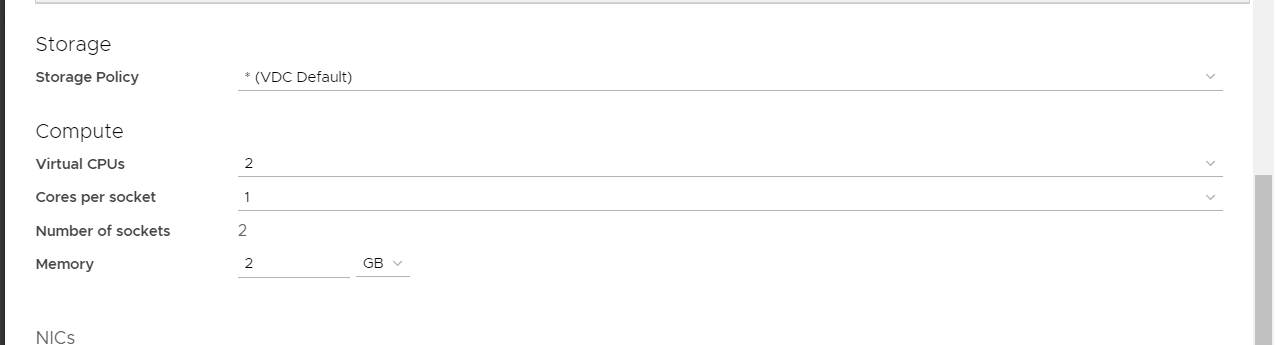 Storage
Storage Policy * (VDC Default)
Compute
Virtual CPUs 2
Cores per socket 1
Number of sockets 2
Memory 2 GB
NICs